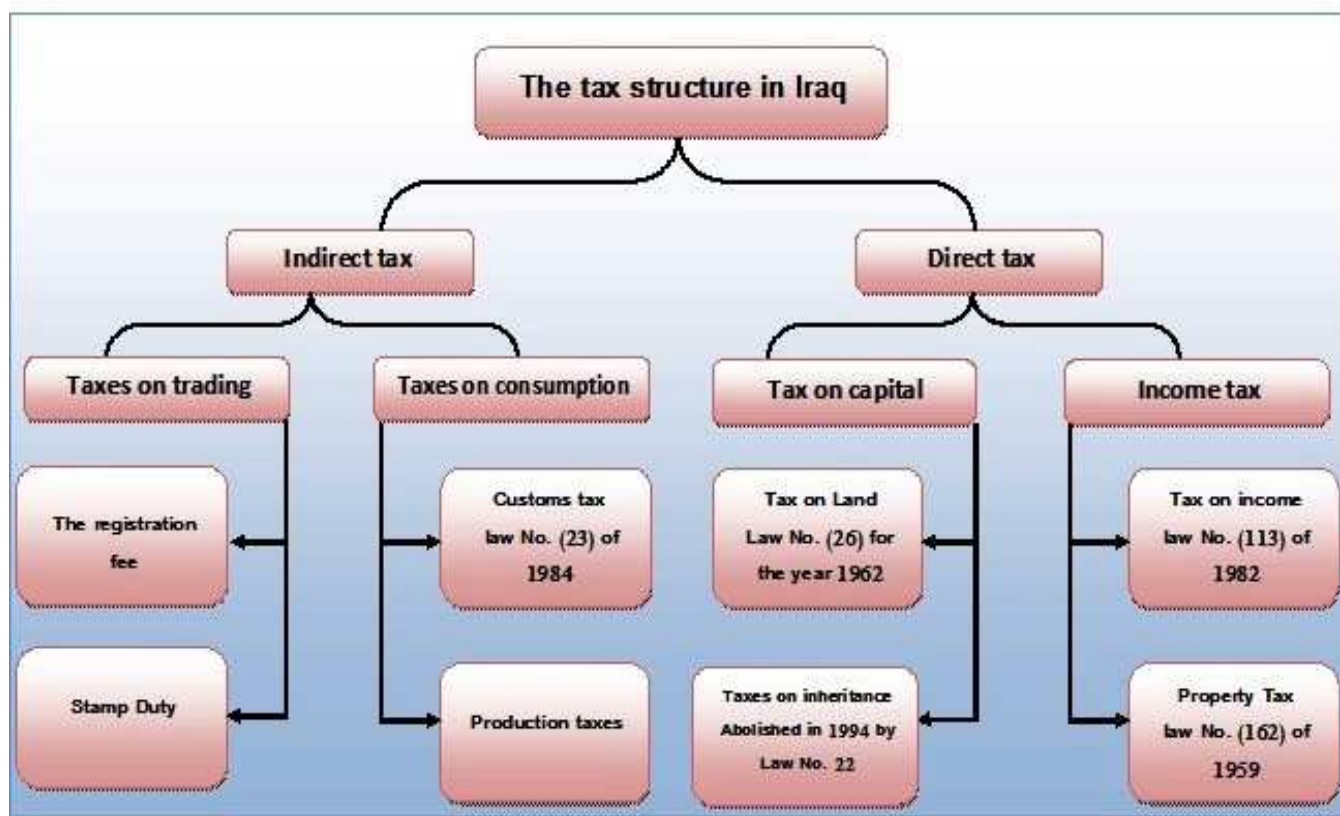 The tax structure in Iraq
Indirect tax
Direct tax
Taxes on trading
Taxes on consumption
Tax on capital
Income tax
The registration
fee
Customs tax
law No. (23) of
1984
Tax on Land
Law No. (26) for
the year 1962
Tax on income
law No. (113) of
1982
Stamp Duty
Production taxes
Taxes on inheritance
Abolished in 1994 by
Law No. 22
Property Tax
law No. (162) of
1959